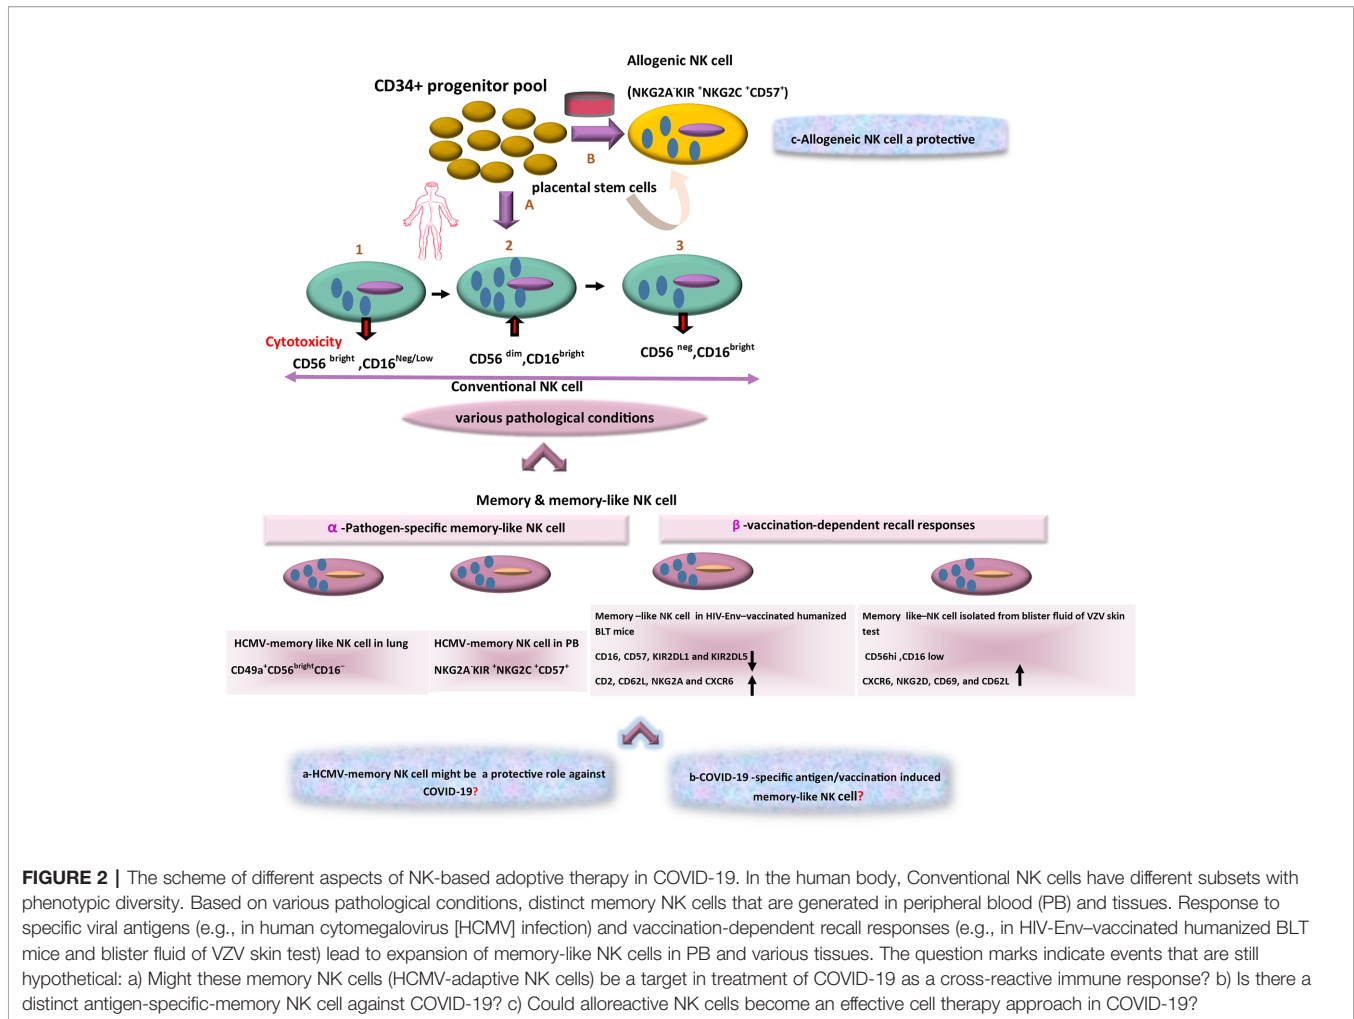 Allogenic NK cell
(NKG2A⁻KIR ⁺NKG2C ⁺CD57⁺)
CD34+ progenitor pool
B
c-Allogeneic NK cell a protective
placental stem cells
A
1
2
3
Cytotoxicity
CD56 bright ,CD16Neg/Low
CD56 dim,CD16bright
CD56 neg,CD16bright
Conventional NK cell
various pathological conditions
Memory & memory-like NK cell
α -Pathogen-specific memory-like NK cell
β -vaccination-dependent recall responses
HCMV-memory like NK cell in lung
CD49a⁺CD56brightCD16⁻
HCMV-memory NK cell in PB
NKG2A⁻KIR ⁺NKG2C ⁺CD57⁺
Memory –like NK cell in HIV-Env–vaccinated humanized
BLT mice
CD16, CD57, KIR2DL1 and KIR2DL5
CD2, CD62L, NKG2A and CXCR6
Memory like–NK cell isolated from blister fluid of VZV skin
test
CD56hi ,CD16 low
CXCR6, NKG2D, CD69, and CD62L
a-HCMV-memory NK cell might be a protective role against
COVID-19?
b-COVID-19 -specific antigen/vaccination induced
memory-like NK cell?
FIGURE 2 | The scheme of different aspects of NK-based adoptive therapy in COVID-19. In the human body, Conventional NK cells have different subsets with
phenotypic diversity. Based on various pathological conditions, distinct memory NK cells that are generated in peripheral blood (PB) and tissues. Response to
specific viral antigens (e.g., in human cytomegalovirus [HCMV] infection) and vaccination-dependent recall responses (e.g., in HIV-Env–vaccinated humanized BLT
mice and blister fluid of VZV skin test) lead to expansion of memory-like NK cells in PB and various tissues. The question marks indicate events that are still
hypothetical: a) Might these memory NK cells (HCMV-adaptive NK cells) be a target in treatment of COVID-19 as a cross-reactive immune response? b) Is there a
distinct antigen-specific-memory NK cell against COVID-19? c) Could alloreactive NK cells become an effective cell therapy approach in COVID-19?